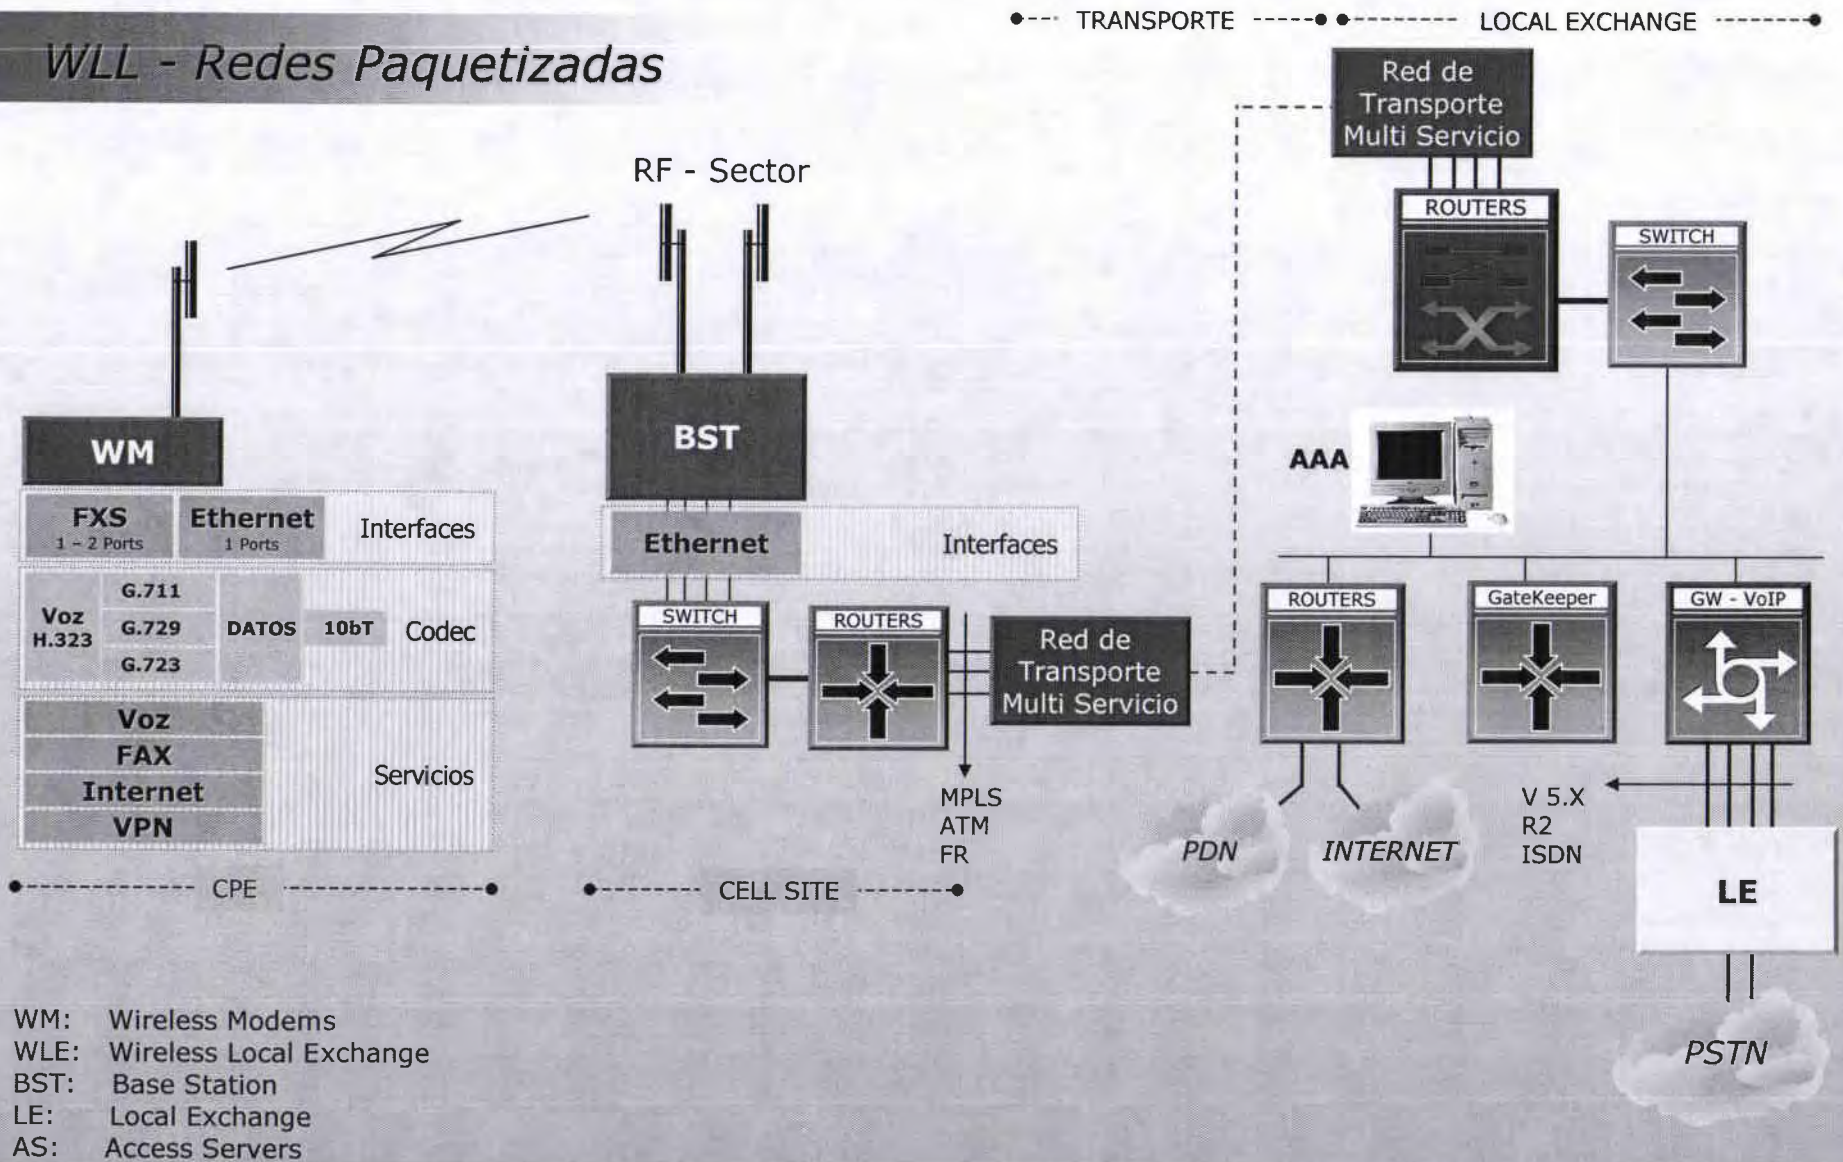 TRANSPORTE
LOCAL EXCHANGE
WLL - Redes Paquetizadas
Red de
Transporte
Multi Servicio
RF - Sector
ROUTERS
SWITCH
WM
BST
AAA
FXS
1 – 2 Ports
Ethernet
1 Ports
Interfaces
Ethernet
Interfaces
Voz
H.323
G.711
G.729
G.723
DATOS
10bT
Codec
SWITCH
ROUTERS
Red de
Transporte
Multi Servicio
ROUTERS
GateKeeper
GW - VoIP
Voz
FAX
Internet
VPN
Servicios
MPLS
ATM
FR
PDN
INTERNET
V 5.X
R2
ISDN
LE
CPE
CELL SITE
PSTN
WM: Wireless Modems
WLE: Wireless Local Exchange
BST: Base Station
LE: Local Exchange
AS: Access Servers